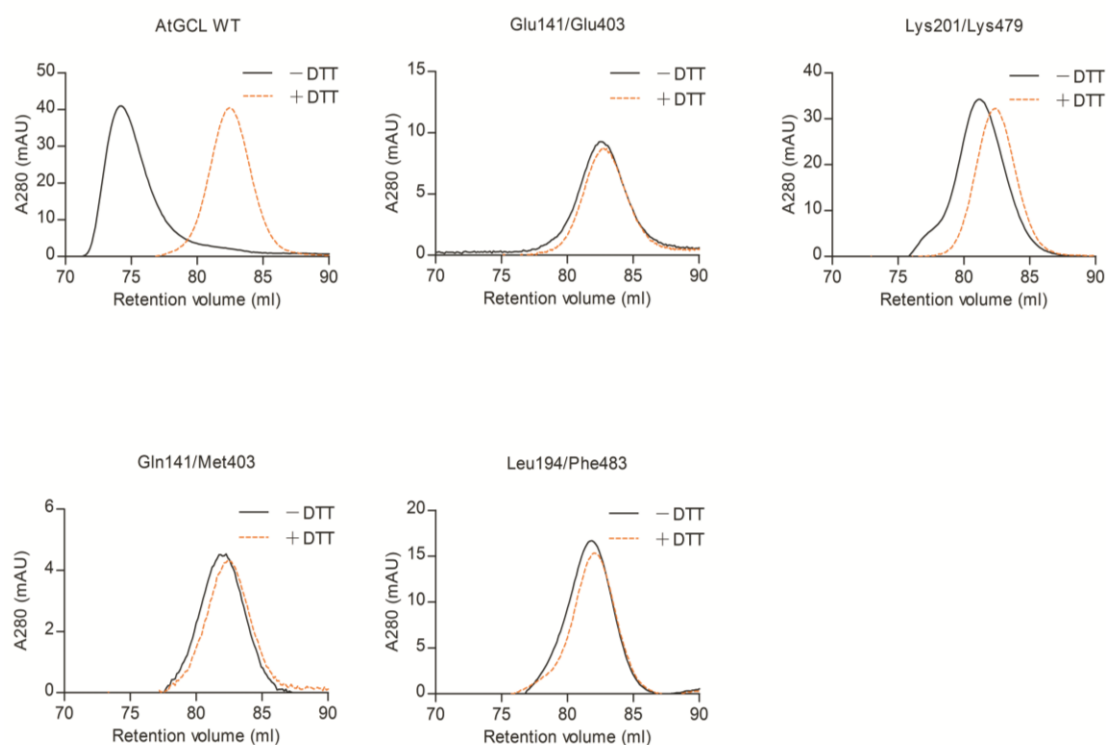 AtGCL WT
50
40
30
20
10
0
A280 (mAU)
— DTT
+ DTT
70 75 80 85 90
Retention volume (ml)
Glu141/Glu403
15
10
5
0
A280 (mAU)
— DTT
+ DTT
70 75 80 85 90
Retention volume (ml)
Lys201/Lys479
40
30
20
10
0
A280 (mAU)
— DTT
+ DTT
70 75 80 85 90
Retention volume (ml)
Gln141/Met403
6
4
2
0
A280 (mAU)
— DTT
+ DTT
70 75 80 85 90
Retention volume (ml)
Leu194/Phe483
20
15
10
5
0
A280 (mAU)
— DTT
+ DTT
70 75 80 85 90
Retention volume (ml)